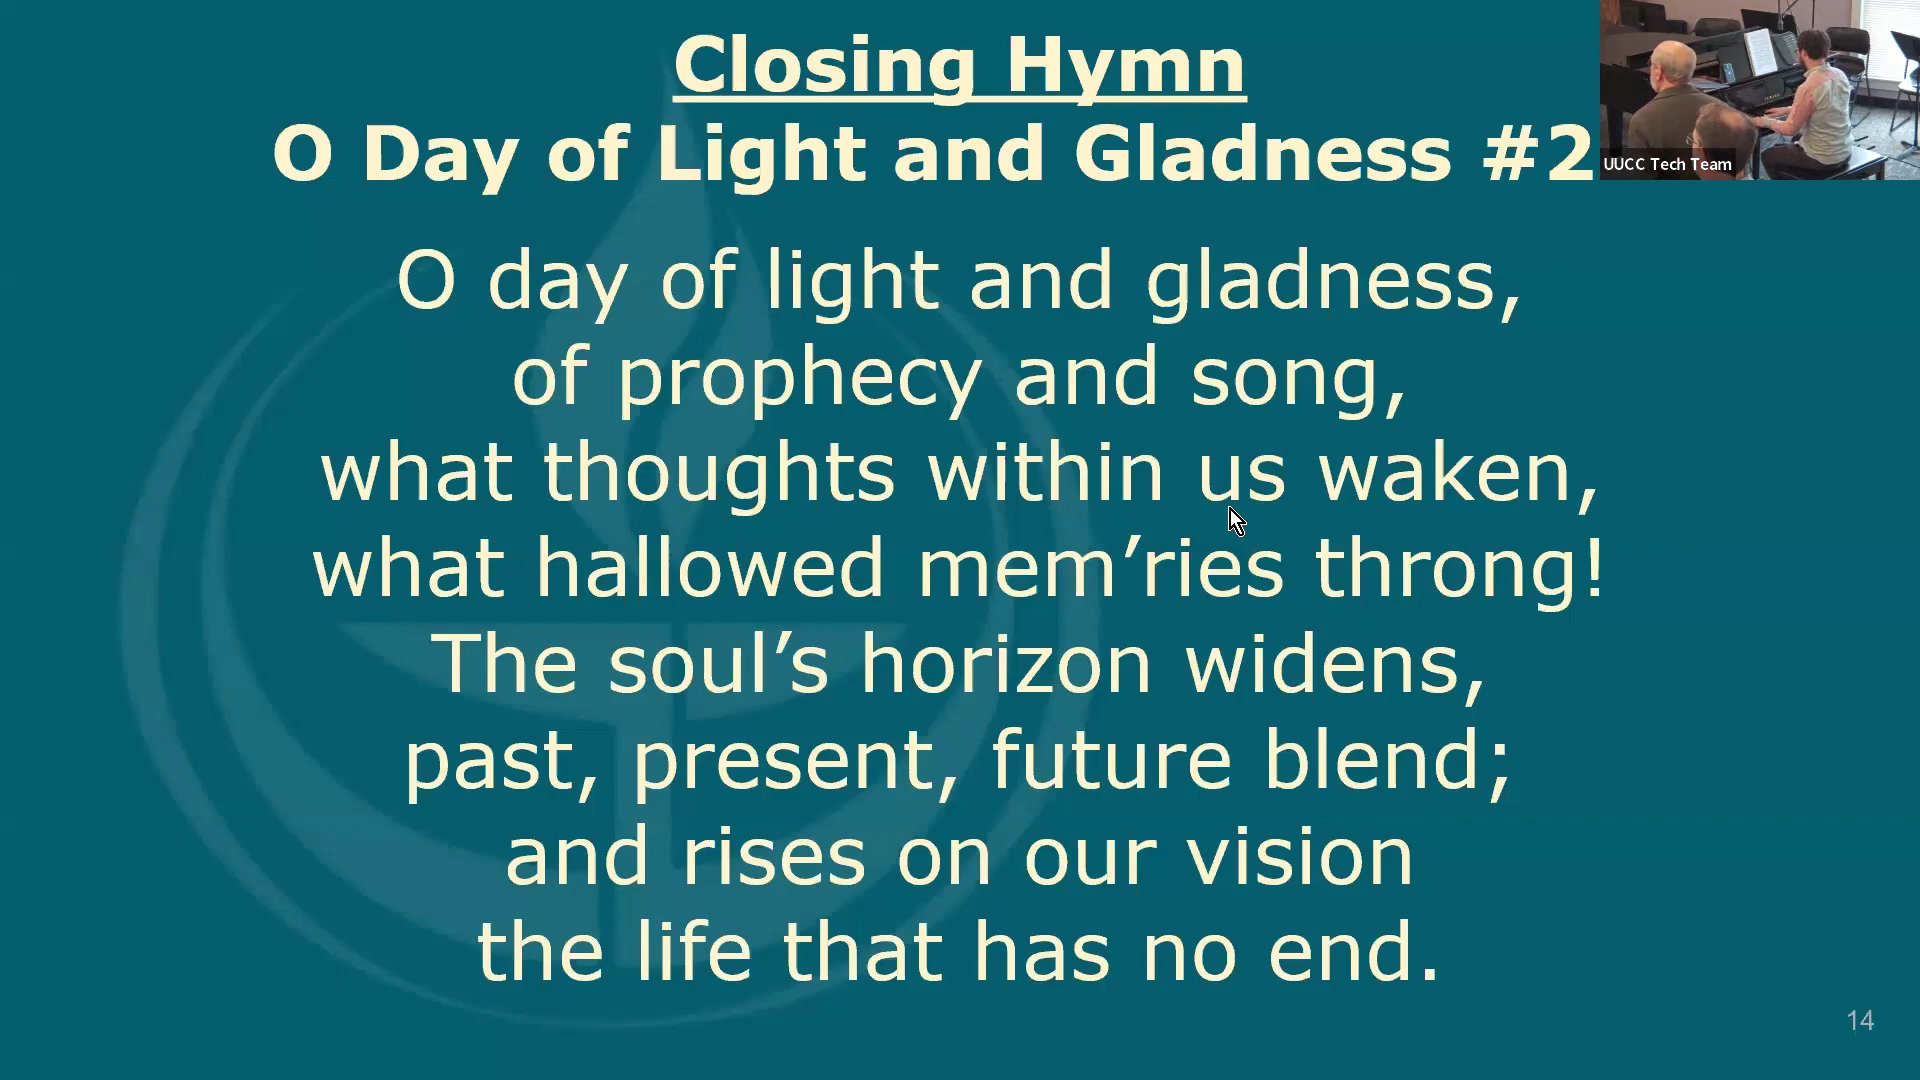 Closing Hymn
O Day of Light and Gladness #2
UUCC Tech Team
O day of light and gladness,
of prophecy and song,
what thoughts within us waken,
what hallowed mem’ries throng!
The soul’s horizon widens,
past, present, future blend;
and rises on our vision
the life that has no end.
14